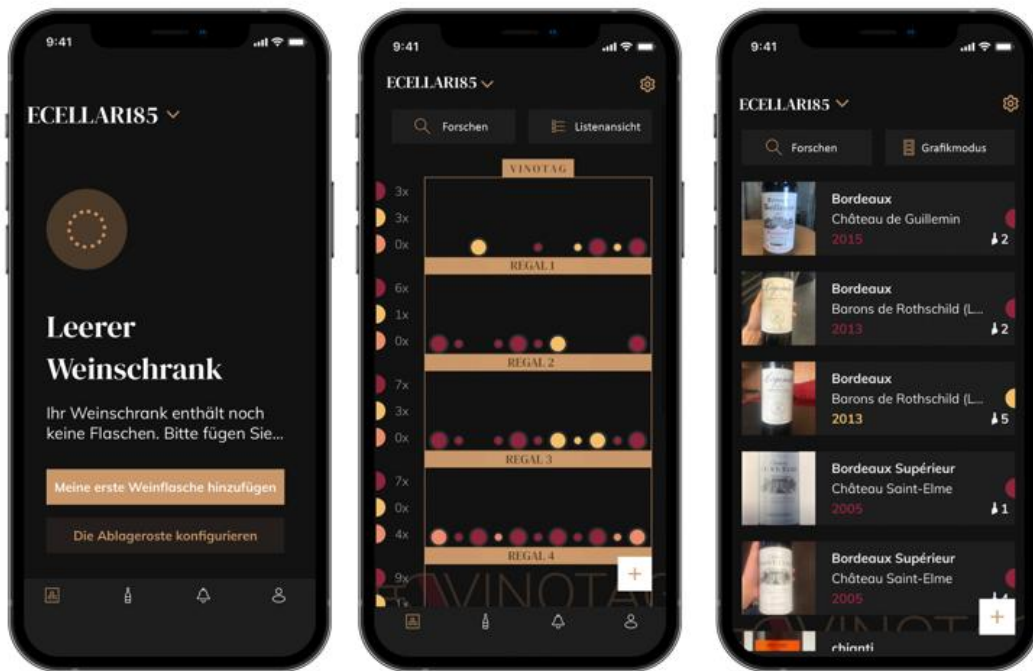 9:41
ECELLAR185
Leerer
Weinschrank
Ihr Weinschrank enthält noch
keine Flaschen. Bitte fügen Sie...
Meine erste Weinflasche hinzufügen
Die Ablageroste konfigurieren
9:41
ECELLAR185
Forschen
Listenansicht
VINOTAG
3x
3x
0x
REGAL 1
6x
1x
0x
REGAL 2
7x
3x
0x
REGAL 3
7x
0x
4x
REGAL 4
9x
+
VINOTAG
9:41
ECELLAR185
Forschen
Grafikmodus
Bordeaux
Château de Guillemin
2015
2
Bordeaux
Barons de Rothschild (L...
2013
2
Bordeaux
Barons de Rothschild (L...
2013
5
Bordeaux Supérieur
Château Saint-Elme
2005
1
Bordeaux Supérieur
Château Saint-Elme
2005
+
chianti